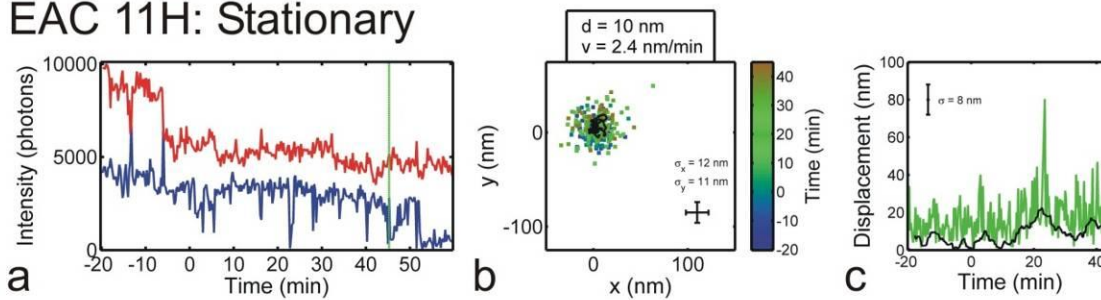 EAC 11H: Stationary
Intensity (photons)
10000
5000
0
-20 -10 0 10 20 30 40 50
Time (min)
a
d = 10 nm
v = 2.4 nm/min
y (nm)
0
-100
0 100
x (nm)
σx = 12 nm
σy = 11 nm
40
30
20
10
0
-10
-20
Time (min)
b
Displacement (nm)
100
80
60
40
20
0
-20 0 20 40
Time (min)
σ = 8 nm
c